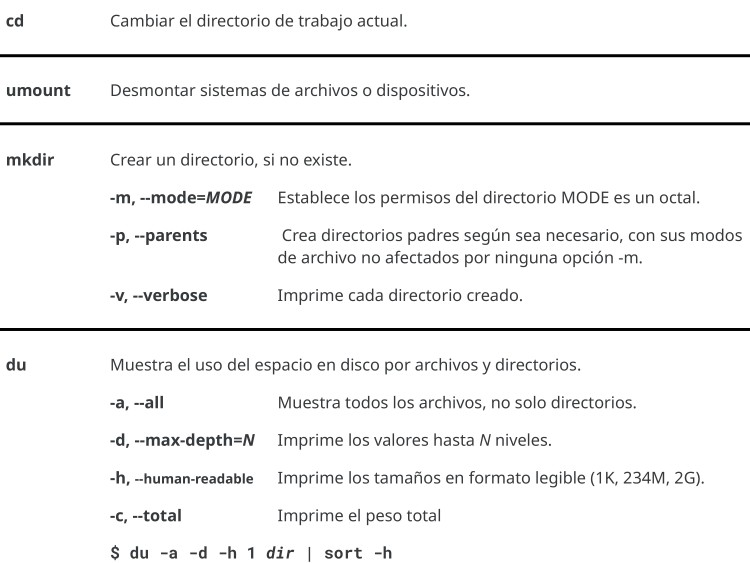 cd Cambiar el directorio de trabajo actual.
umount Desmontar sistemas de archivos o dispositivos.
mkdir Crear un directorio, si no existe.
-m, --mode=MODE Establece los permisos del directorio MODE es un octal.
-p, --parents Crea directorios padres según sea necesario, con sus modos
de archivo no afectados por ninguna opción -m.
-v, --verbose Imprime cada directorio creado.
du Muestra el uso del espacio en disco por archivos y directorios.
-a, --all Muestra todos los archivos, no solo directorios.
-d, --max-depth=N Imprime los valores hasta N niveles.
-h, --human-readable Imprime los tamaños en formato legible (1K, 234M, 2G).
-c, --total Imprime el peso total
$ du -a -d -h 1 dir | sort -h